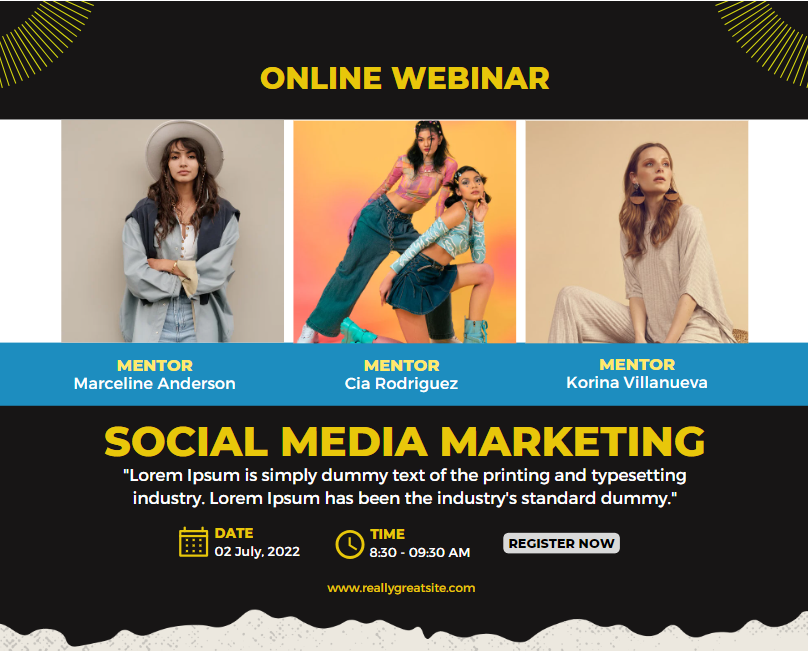 ONLINE WEBINAR
MENTOR
Marceline Anderson
MENTOR
Cia Rodriguez
MENTOR
Korina Villanueva
SOCIAL MEDIA MARKETING
"Lorem Ipsum is simply dummy text of the printing and typesetting
industry. Lorem Ipsum has been the industry's standard dummy."
DATE
02 July, 2022
TIME
8:30 - 09:30 AM
REGISTER NOW
www.reallygreatsite.com